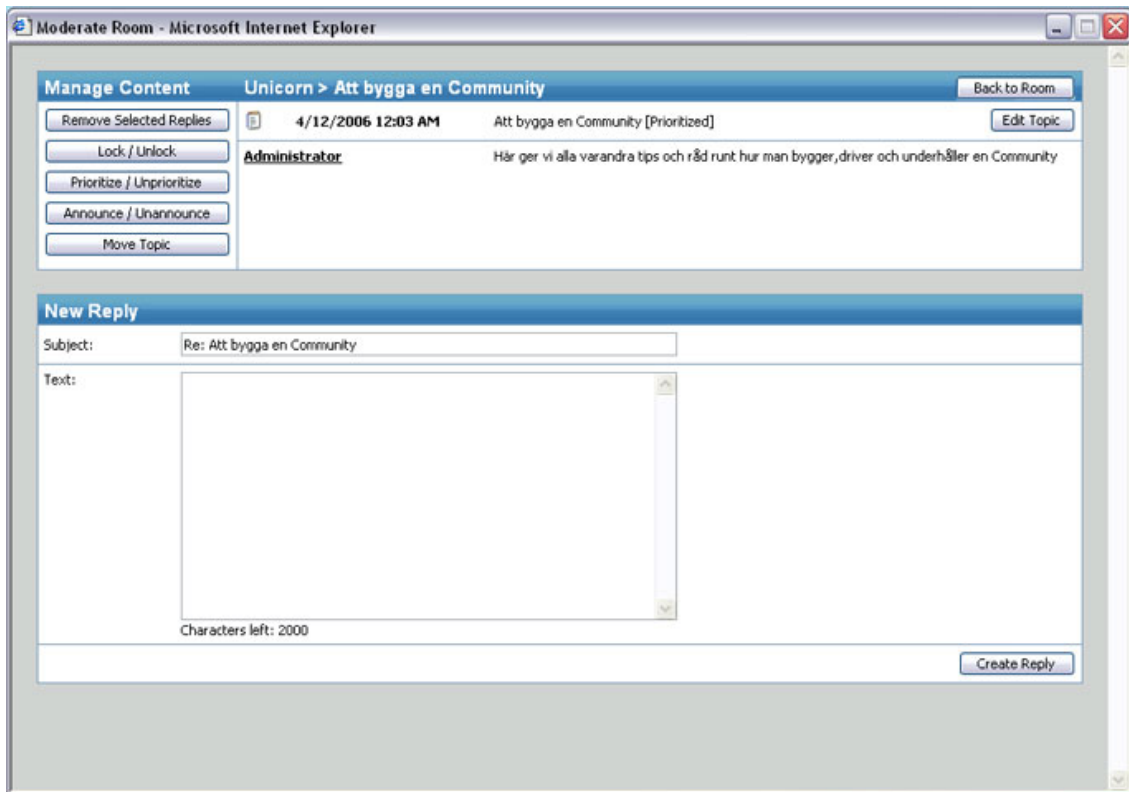 Moderate Room - Microsoft Internet Explorer
Manage Content
Unicorn > Att bygga en Community
Back to Room
Remove Selected Replies
4/12/2006 12:03 AM
Att bygga en Community [Prioritized]
Edit Topic
Lock / Unlock
Administrator
Här ger vi alla varandra tips och råd runt hur man bygger,driver och underhåller en Community
Prioritize / Unprioritize
Announce / Unannounce
Move Topic
New Reply
Subject:
Re: Att bygga en Community
Text:
Characters left: 2000
Create Reply